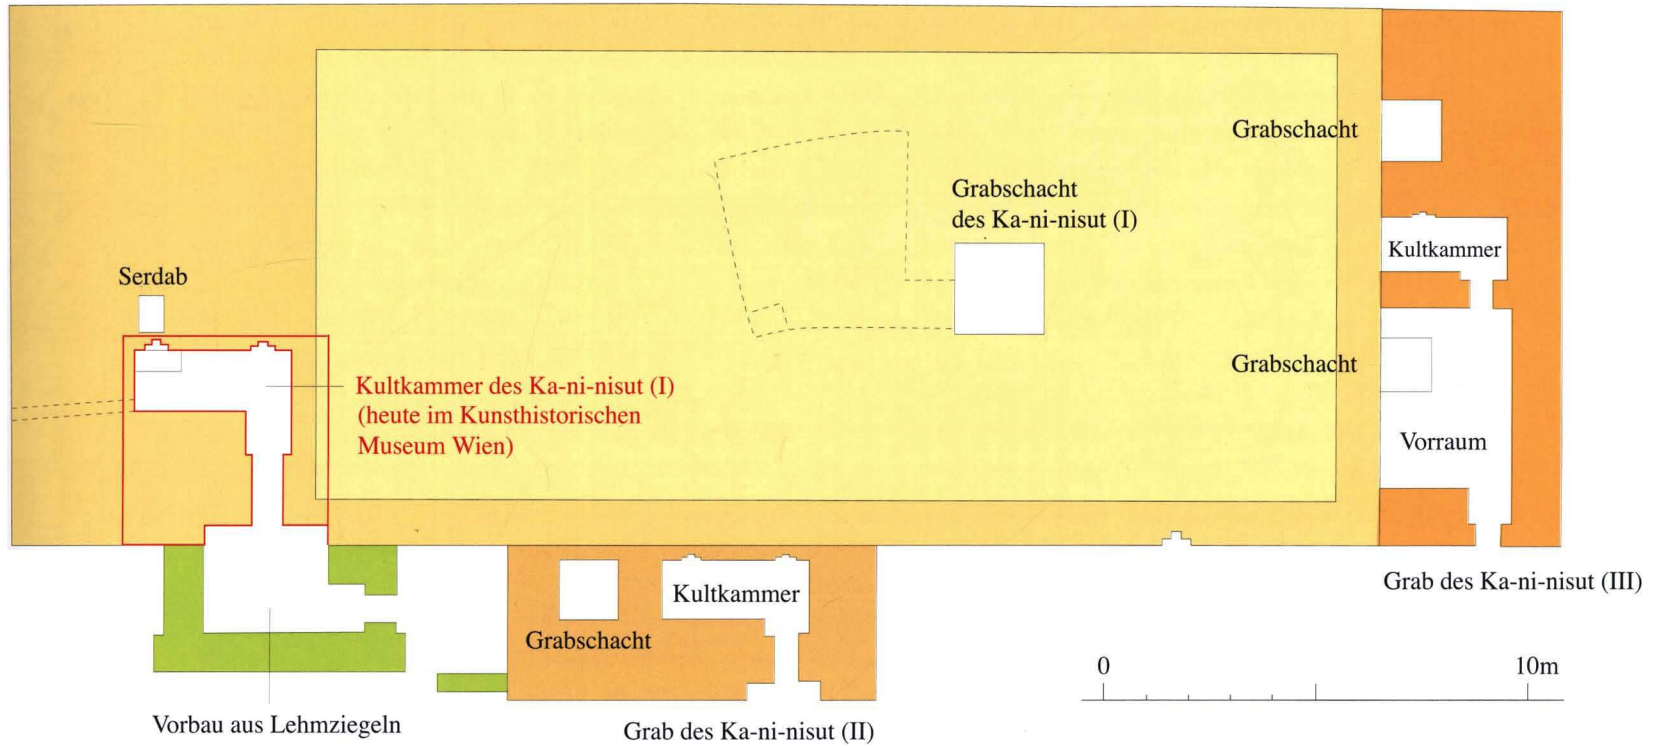 Grabschacht
Grabschacht
des Ka-ni-nisut (I)
Kultkammer
Serdab
Grabschacht
Kultkammer des Ka-ni-nisut (I)
(heute im Kunsthistorischen
Museum Wien)
Vorraum
Grab des Ka-ni-nisut (III)
Kultkammer
Grabschacht
0
10m
Vorbau aus Lehmziegeln
Grab des Ka-ni-nisut (II)